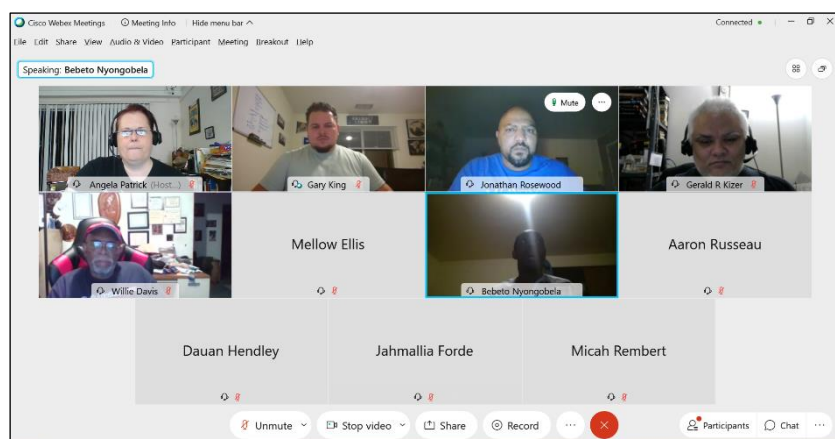 Cisco Webex Meetings Meeting Info Hide menu bar Connected
File Edit Share View Audio & Video Participant Meeting Breakout Help
Speaking: Bebeto Nyongobela
Mute
Angela Patrick (Host...) Gary King Jonathan Rosewood Gerald R Kizer
Willie Davis Mellow Ellis Bebeto Nyongobela Aaron Russeau
Dauan Hendley Jahmallia Forde Micah Rembert
Unmute Stop video Share Record Participants Chat